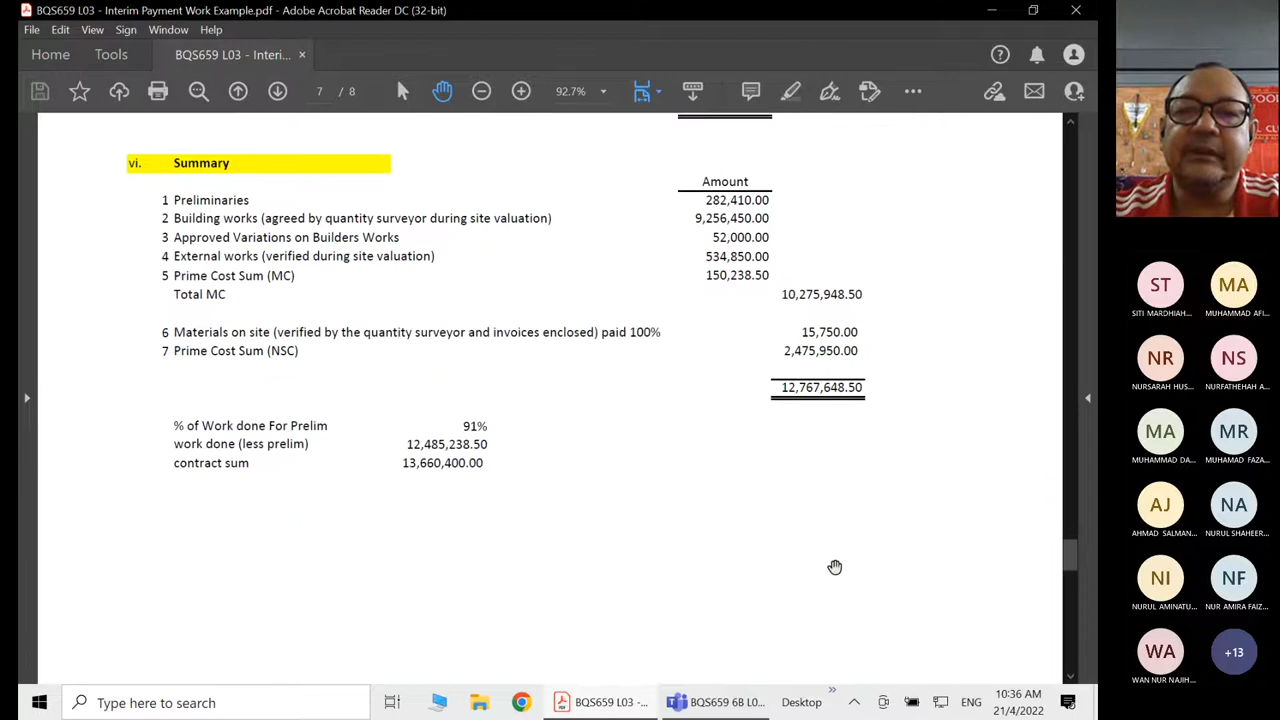 BQS659 L03 - Interim Payment Work Example.pdf - Adobe Acrobat Reader DC (32-bit)
File Edit View Sign Window Help
Home Tools BQS659 L03 - Interi... ×
7 / 8 92.7%
vi. Summary
Amount
1 Preliminaries 282,410.00
2 Building works (agreed by quantity surveyor during site valuation) 9,256,450.00
3 Approved Variations on Builders Works 52,000.00
4 External works (verified during site valuation) 534,850.00
5 Prime Cost Sum (MC) 150,238.50
Total MC 10,275,948.50
6 Materials on site (verified by the quantity surveyor and invoices enclosed) paid 100% 15,750.00
7 Prime Cost Sum (NSC) 2,475,950.00
12,767,648.50
% of Work done For Prelim 91%
work done (less prelim) 12,485,238.50
contract sum 13,660,400.00
ST MA
SITI MARDHIAH... MUHAMMAD AFI...
NR NS
NURSARAH HUS... NURFATHEHAH A...
MA MR
MUHAMMAD DA... MUHAMAD FAZA...
AJ NA
AHMAD SALMAN... NURUL SHAHEER...
NI NF
NURUL AMINATU... NUR AMIRA FAIZ...
WA +13
WAN NUR NAJIH...
Type here to search
BQS659 L03 -...
BQS659 6B L0...
Desktop
ENG
10:36 AM
21/4/2022